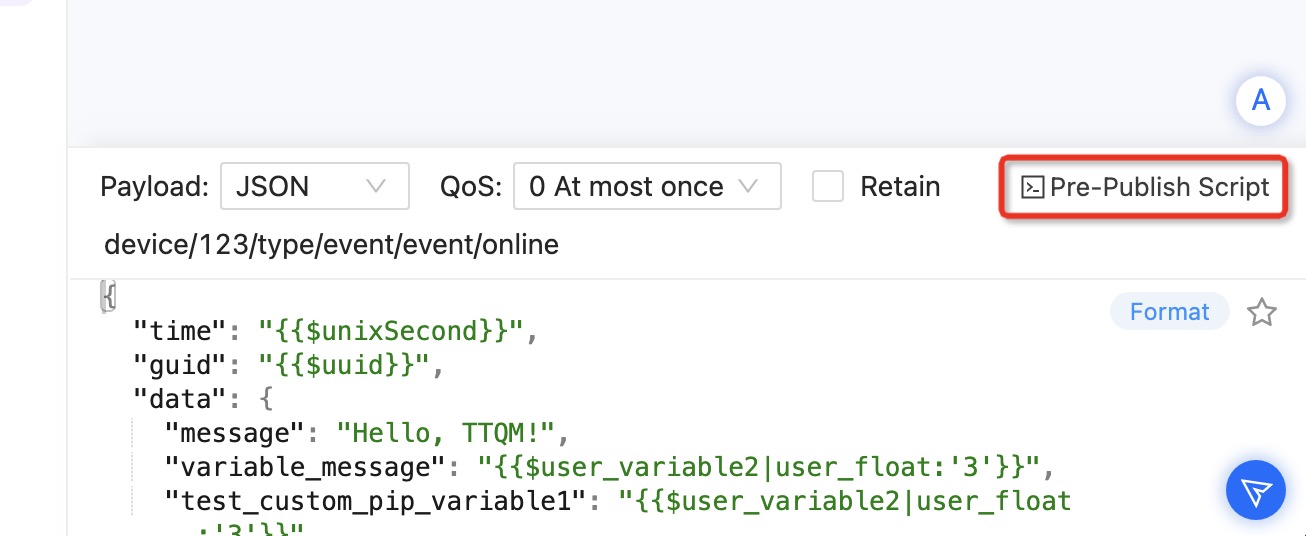 A
Payload: JSON QoS: 0 At most once Retain Pre-Publish Script
device/123/type/event/event/online
{
Format
"time": "{{$unixSecond}}",
"guid": "{{$uuid}}",
"data": {
"message": "Hello, TTQM!",
"variable_message": "{{$user_variable2|user_float:'3'}}",
"test_custom_pip_variable1": "{{$user_variable2|user_float
:'3'}}"